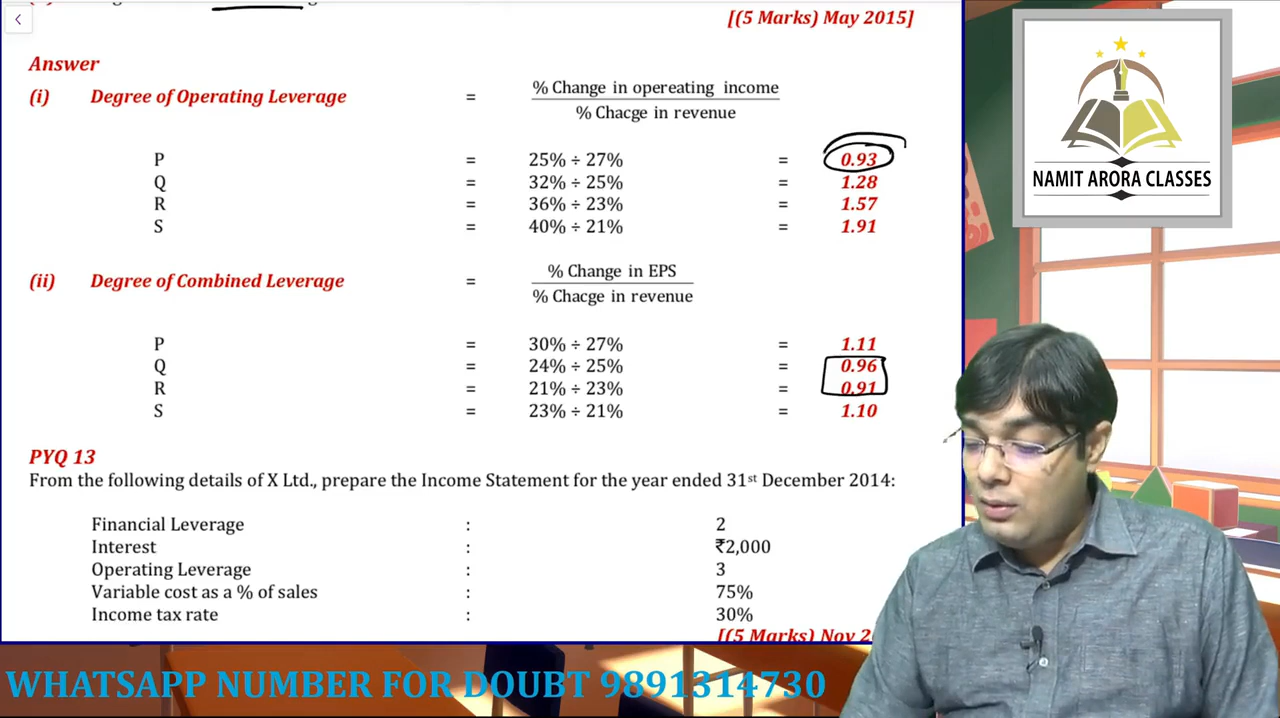 [(5 Marks) May 2015]
Answer
(i) Degree of Operating Leverage = % Change in opereating income
% Chacge in revenue
P = 25% ÷ 27% = 0.93
Q = 32% ÷ 25% = 1.28
R = 36% ÷ 23% = 1.57
S = 40% ÷ 21% = 1.91
(ii) Degree of Combined Leverage = % Change in EPS
% Chacge in revenue
P = 30% ÷ 27% = 1.11
Q = 24% ÷ 25% = 0.96
R = 21% ÷ 23% = 0.91
S = 23% ÷ 21% = 1.10
PYQ 13
From the following details of X Ltd., prepare the Income Statement for the year ended 31st December 2014:
Financial Leverage : 2
Interest : ₹2,000
Operating Leverage : 3
Variable cost as a % of sales : 75%
Income tax rate : 30%
[(5 Marks) Nov
NAMIT ARORA CLASSES
WHATSAPP NUMBER FOR DOUBT 9891314730